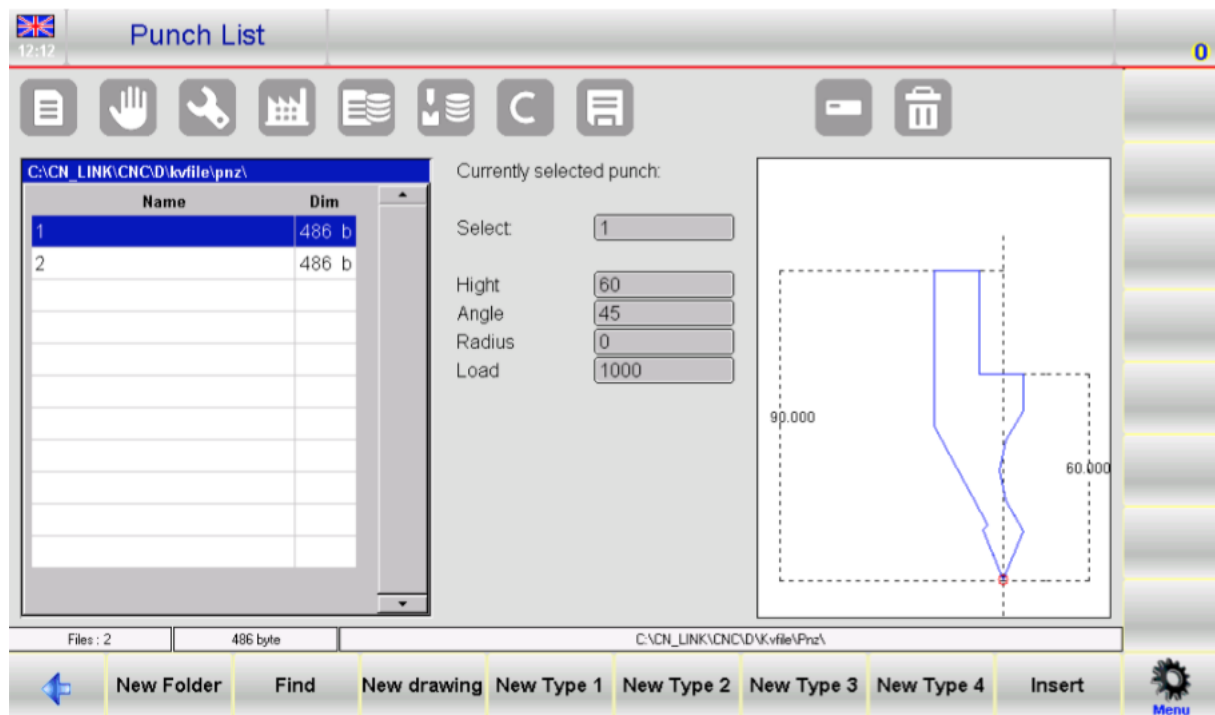 12:12
Punch List
0
C
C:\CN_LINK\CNC\D\kvfile\pnz\
Name Dim
1 486 b
2 486 b
Currently selected punch:
Select: 1
Hight 60
Angle 45
Radius 0
Load 1000
90.000
60.000
Files : 2 486 byte C:\CN_LINK\CNC\D\Kvfile\Pnz\
New Folder Find New drawing New Type 1 New Type 2 New Type 3 New Type 4 Insert
Menu